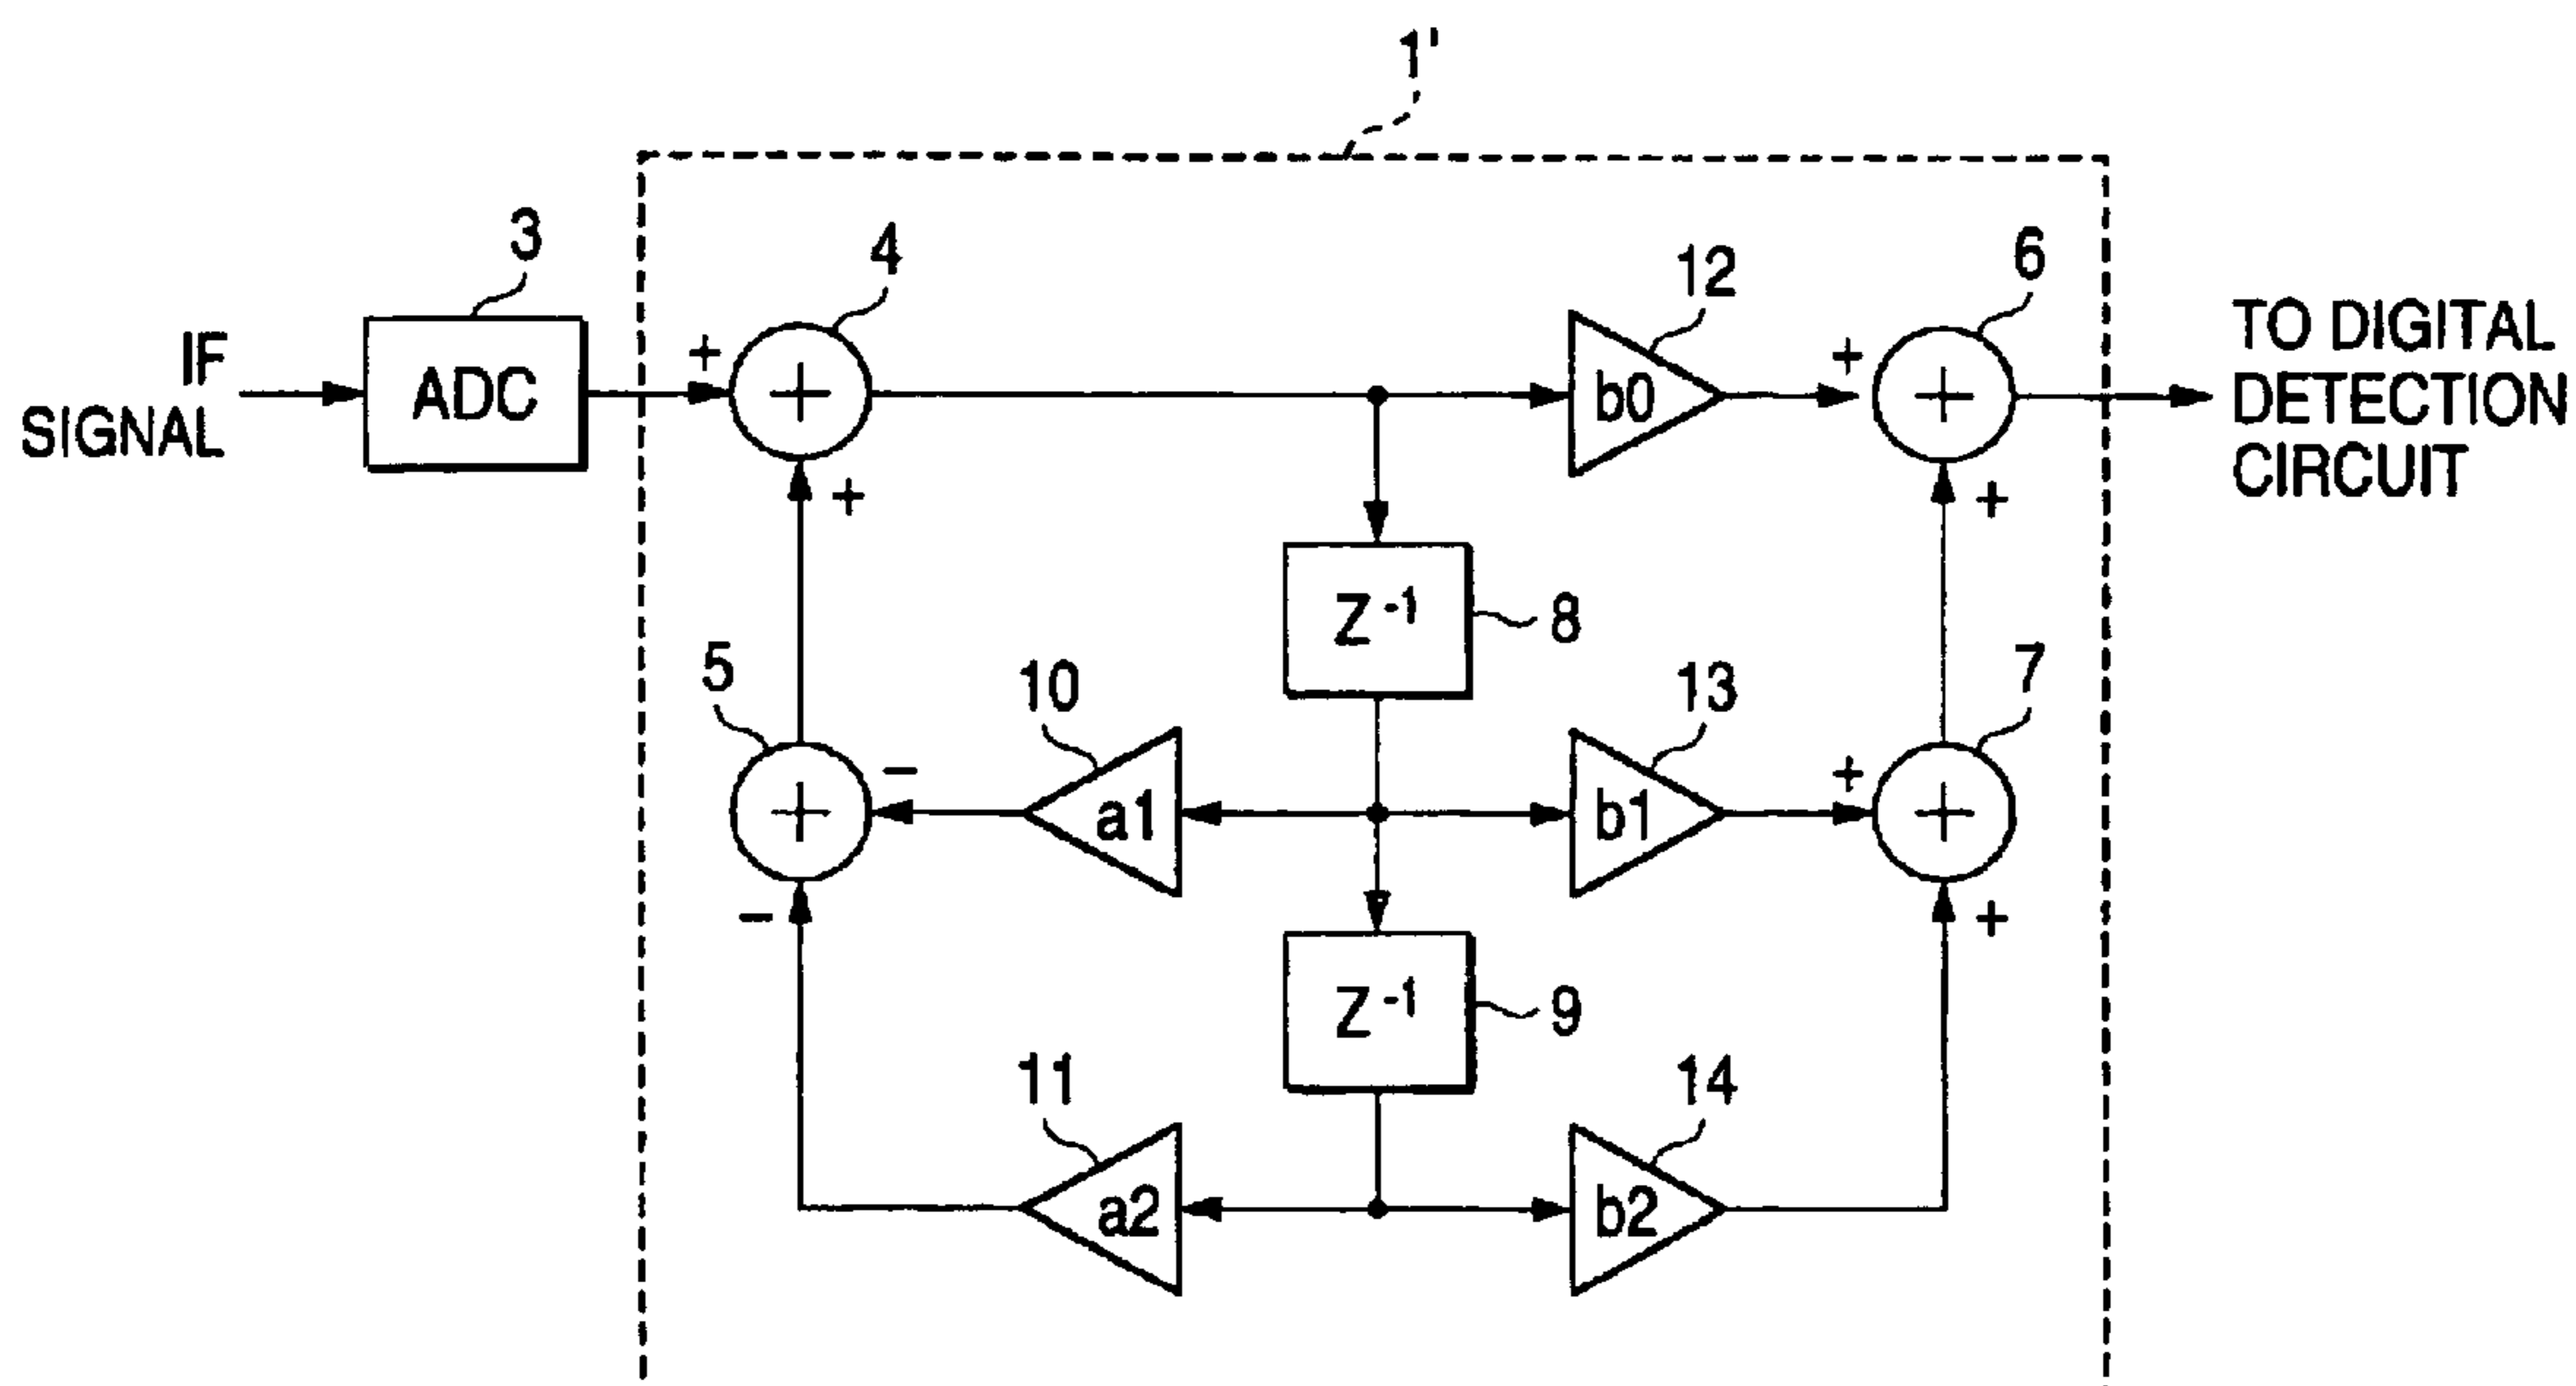 1'
3
4
12
6
IF
SIGNAL
ADC
+
+
b0
+
+
TO DIGITAL
DETECTION
CIRCUIT
+
+
Z⁻¹
8
5
10
13
7
+
−
a1
b1
+
+
−
+
Z⁻¹
9
11
14
a2
b2